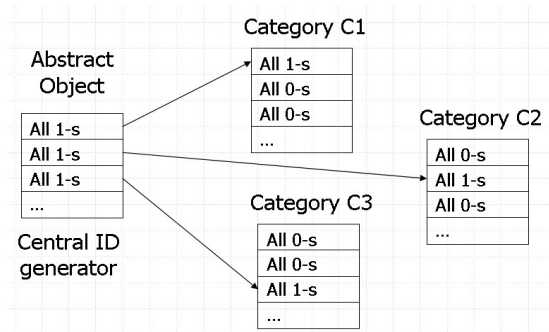 Abstract
Object
All 1-s
All 1-s
All 1-s
...
Central ID
generator
Category C1
All 1-s
All 0-s
All 0-s
...
Category C2
All 0-s
All 1-s
All 0-s
...
Category C3
All 0-s
All 0-s
All 1-s
...